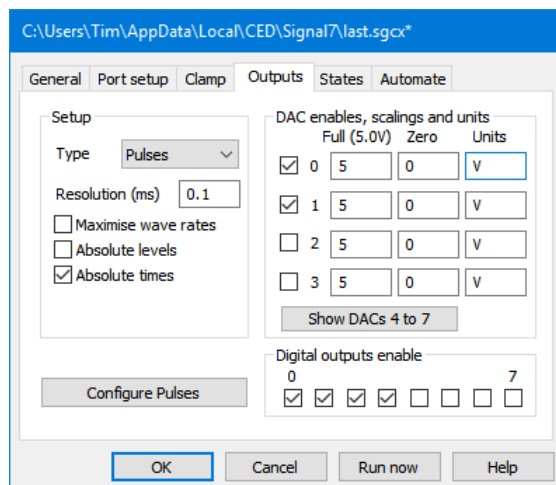 C:\Users\Tim\AppData\Local\CED\Signal7\last.sgcx*
General Port setup Clamp Outputs States Automate
Setup
Type Pulses
Resolution (ms) 0.1
Maximise wave rates
Absolute levels
Absolute times
Configure Pulses
DAC enables, scalings and units
Full (5.0V) Zero Units
0 5 0 V
1 5 0 V
2 5 0 V
3 5 0 V
Show DACs 4 to 7
Digital outputs enable
0 7
OK Cancel Run now Help